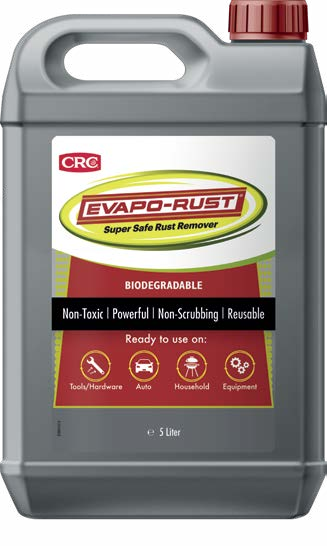 CRC
EVAPO-RUST
Super Safe Rust Remover
BIODEGRADABLE
Non-Toxic | Powerful | Non-Scrubbing | Reusable
Ready to use on:
Tools/Hardware Auto Household Equipment
℮ 5 Liter